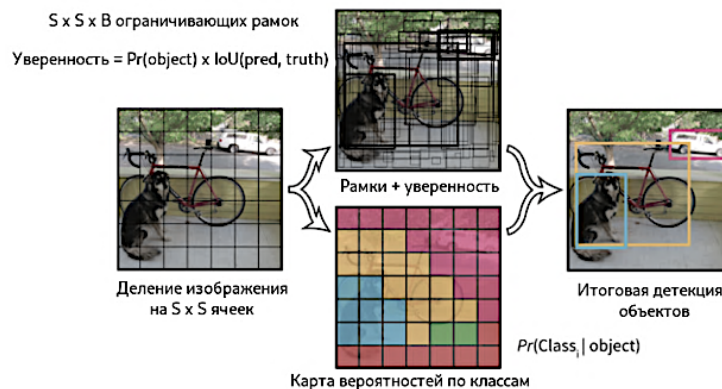 S x S x B ограничивающих рамок
Уверенность = Pr(object) x IoU(pred, truth)
Рамки + уверенность
Деление изображения
на S x S ячеек
Итоговая детекция
объектов
Pr(Classᵢ | object)
Карта вероятностей по классам